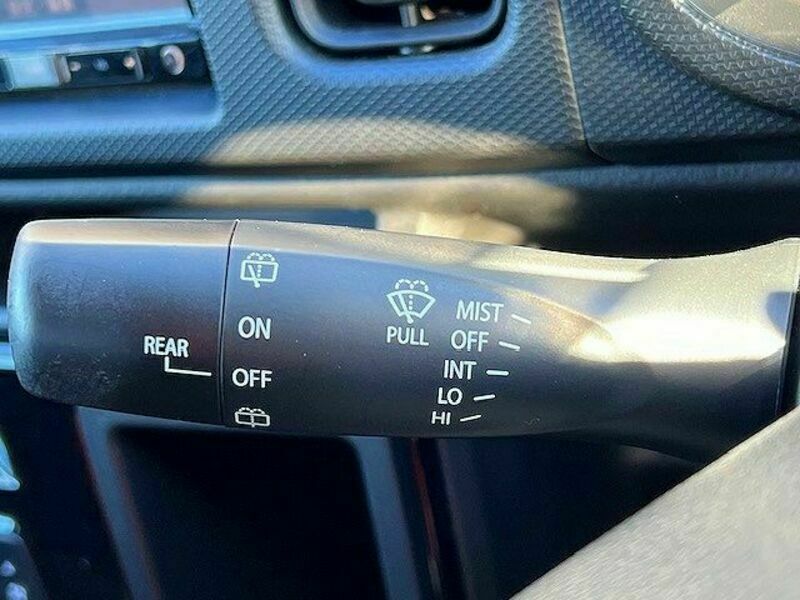 REAR
ON
OFF
PULL
MIST
OFF
INT
LO
HI